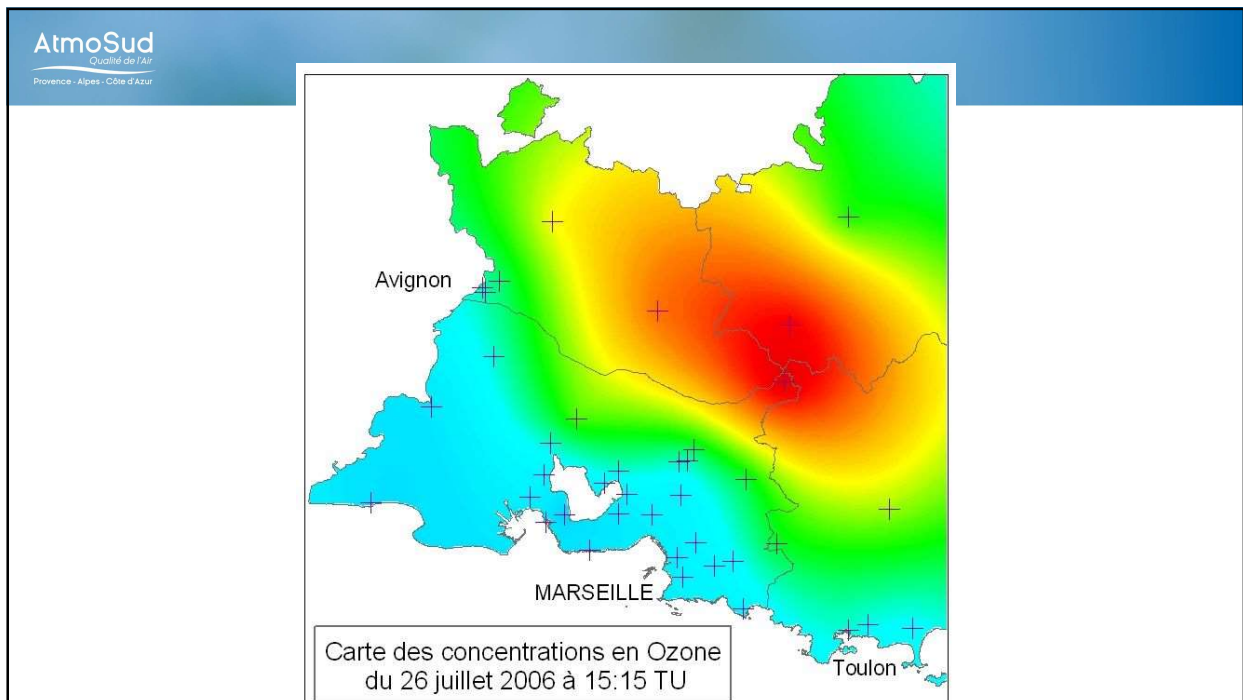 AtmoSud
Qualité de l'Air
Provence - Alpes - Côte d'Azur
Avignon
MARSEILLE
Toulon
Carte des concentrations en Ozone
du 26 juillet 2006 à 15:15 TU